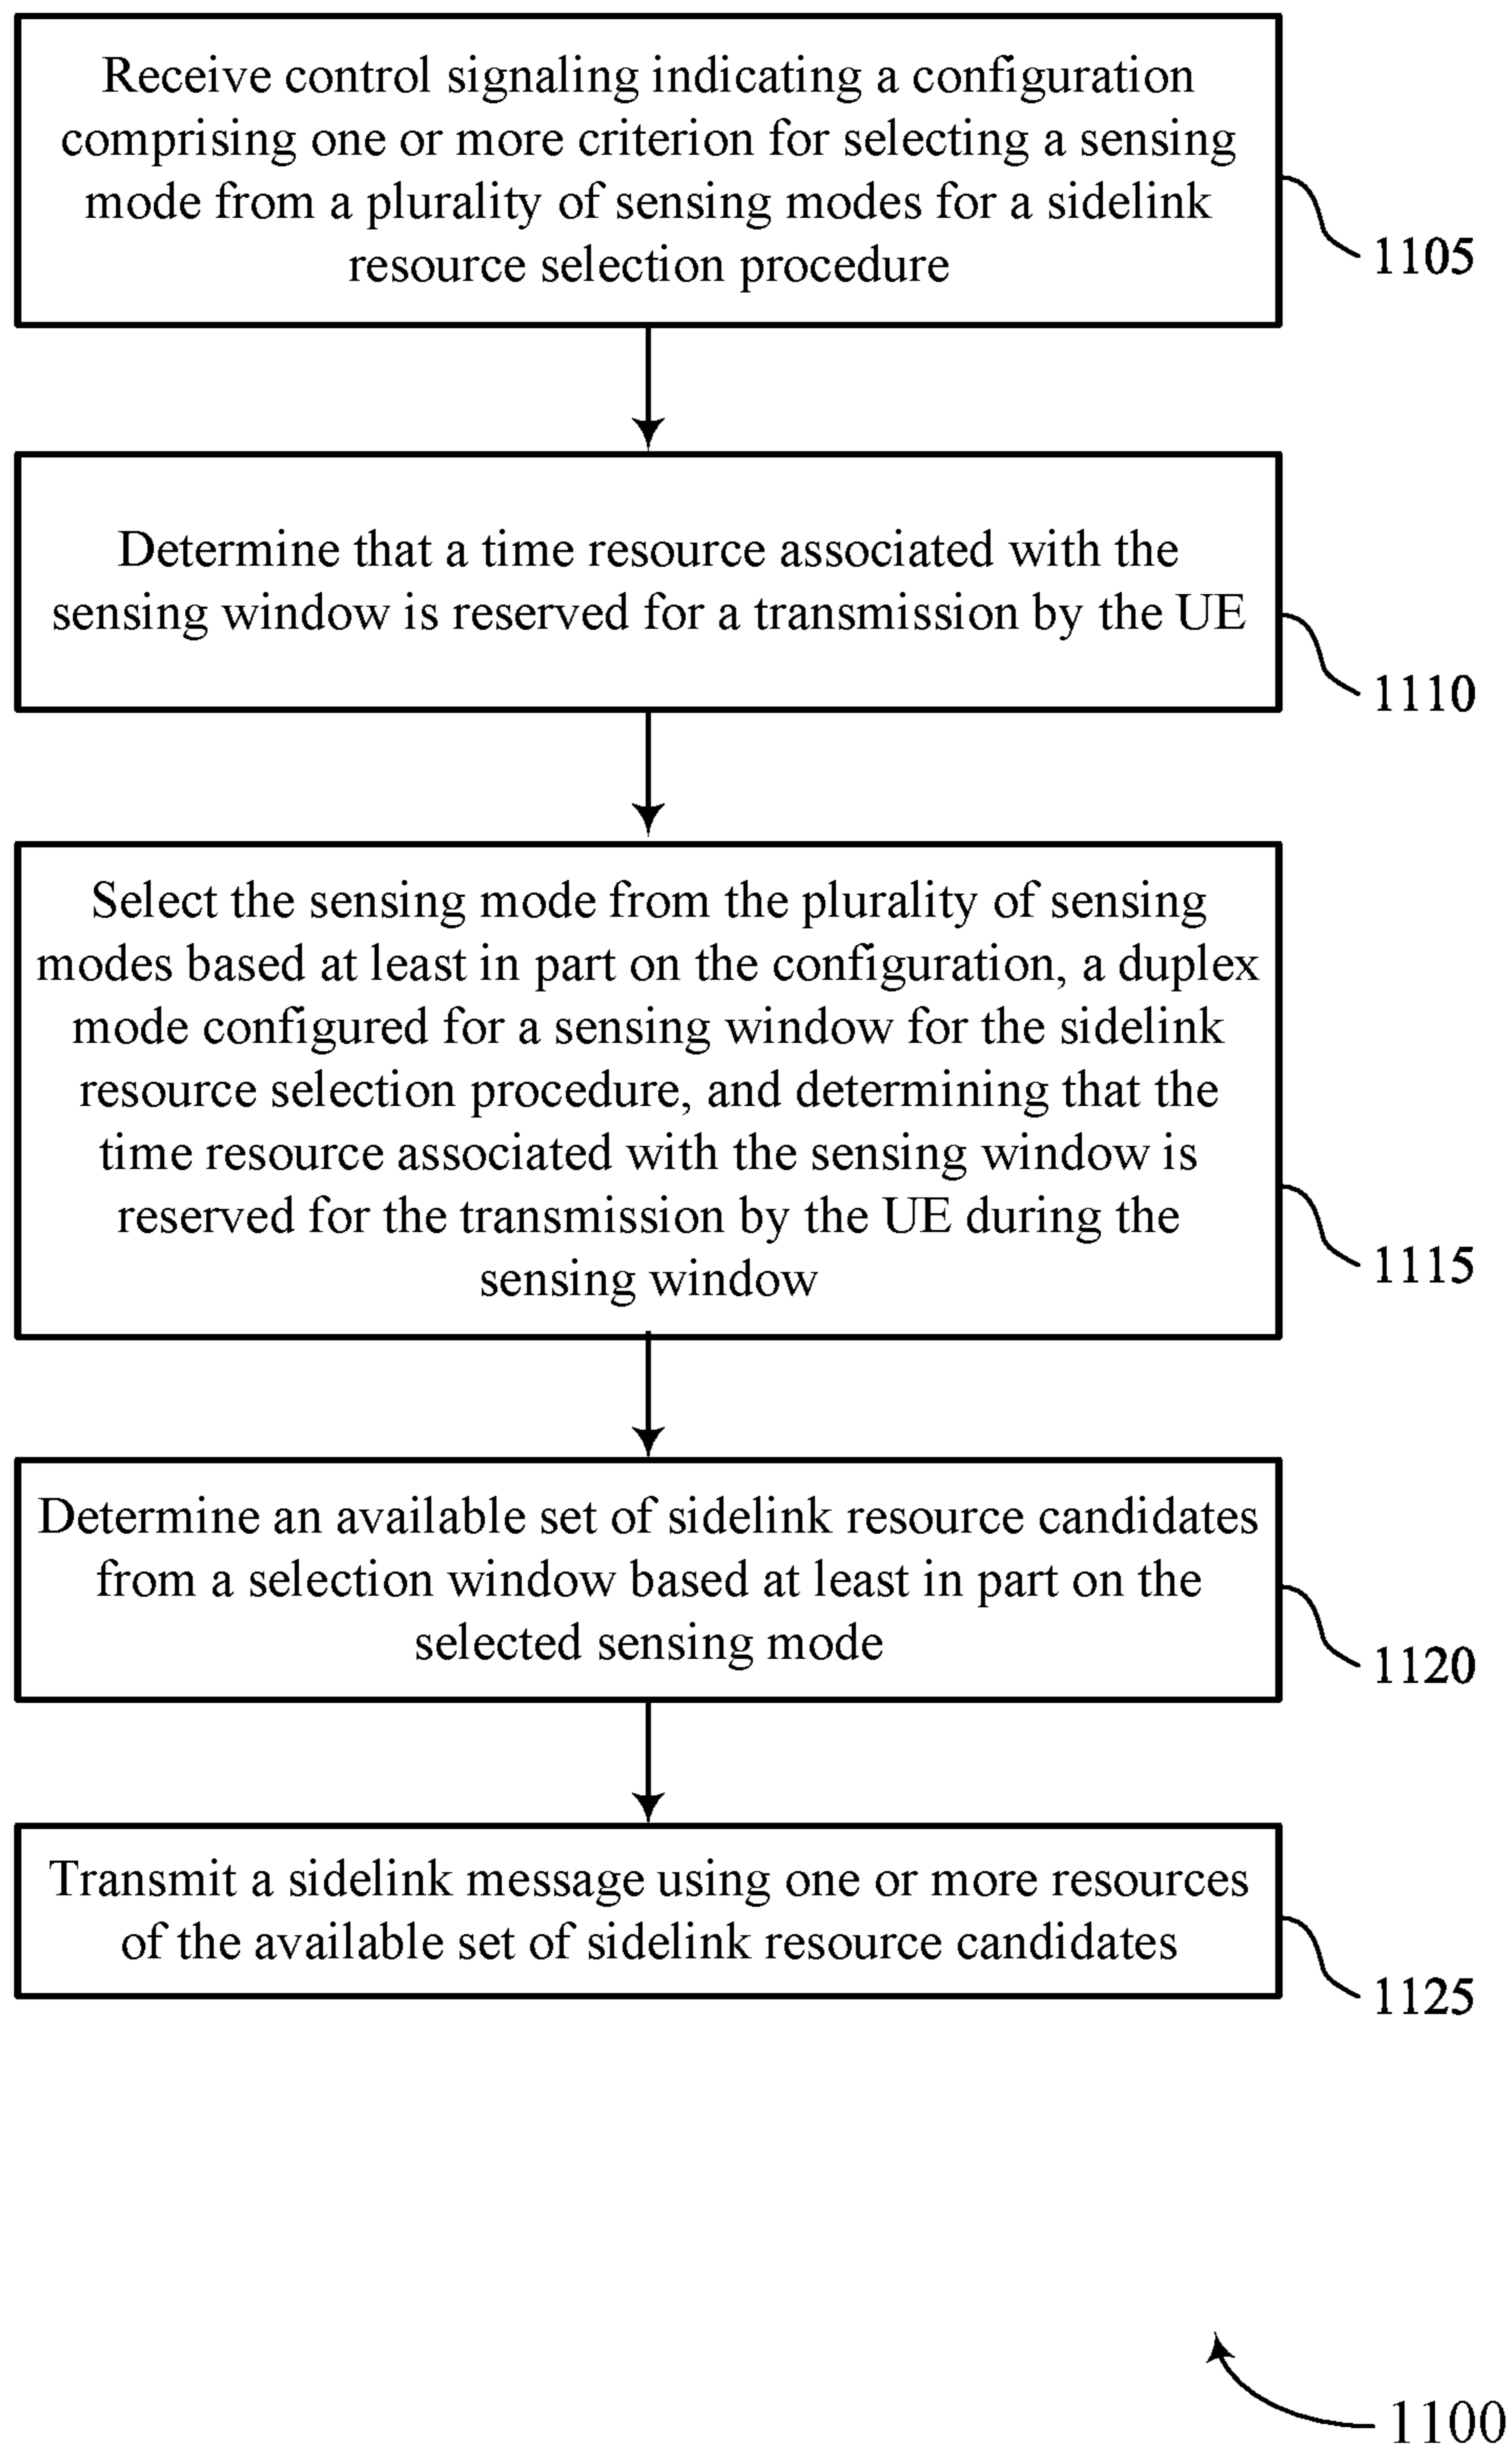 Receive control signaling indicating a configuration
comprising one or more criterion for selecting a sensing
mode from a plurality of sensing modes for a sidelink
resource selection procedure
1105
Determine that a time resource associated with the
sensing window is reserved for a transmission by the UE
1110
Select the sensing mode from the plurality of sensing
modes based at least in part on the configuration, a duplex
mode configured for a sensing window for the sidelink
resource selection procedure, and determining that the
time resource associated with the sensing window is
reserved for the transmission by the UE during the
sensing window
1115
Determine an available set of sidelink resource candidates
from a selection window based at least in part on the
selected sensing mode
1120
Transmit a sidelink message using one or more resources
of the available set of sidelink resource candidates
1125
1100